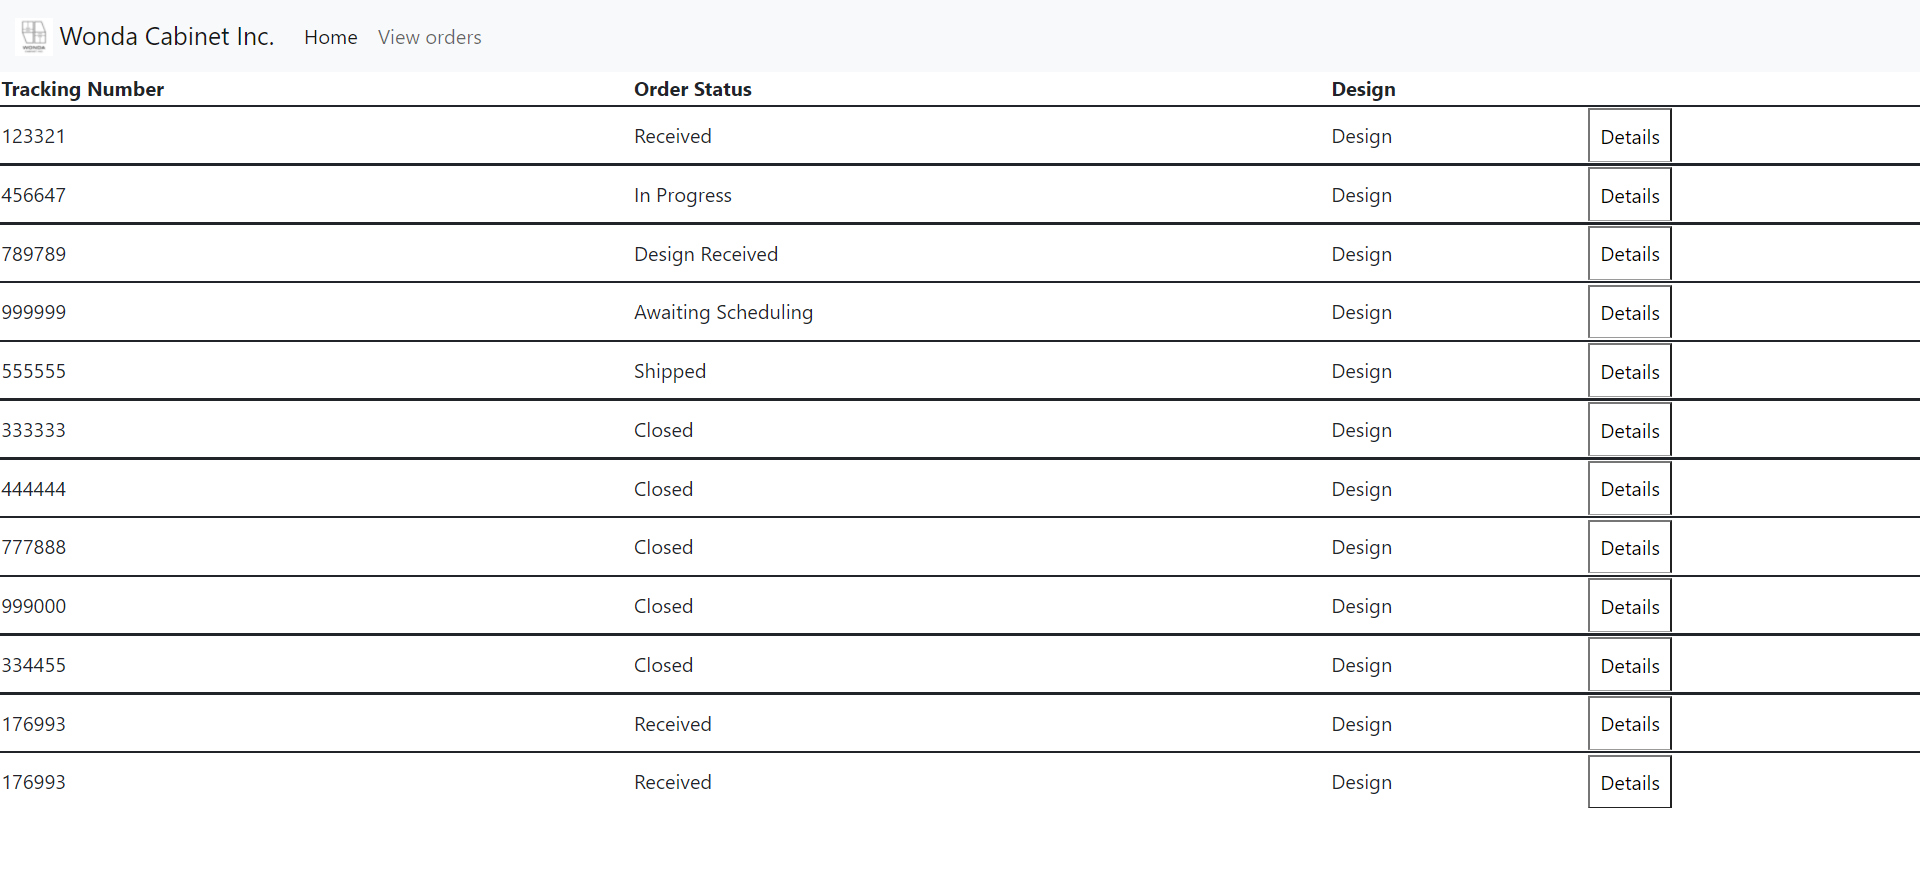 WONDA
Wonda Cabinet Inc. Home View orders
Tracking Number Order Status Design
123321 Received Design Details
456647 In Progress Design Details
789789 Design Received Design Details
999999 Awaiting Scheduling Design Details
555555 Shipped Design Details
333333 Closed Design Details
444444 Closed Design Details
777888 Closed Design Details
999000 Closed Design Details
334455 Closed Design Details
176993 Received Design Details
176993 Received Design Details